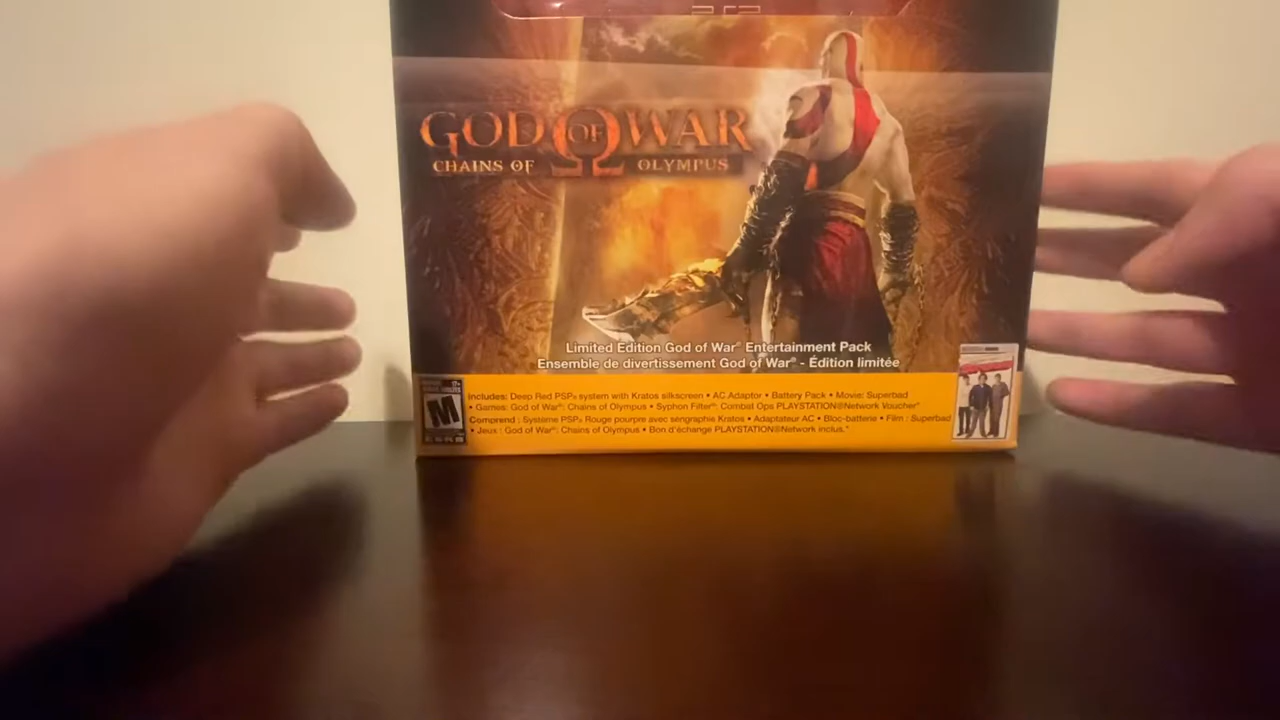 PSP
GOD OF WAR
CHAINS OF OLYMPUS
Limited Edition God of War® Entertainment Pack
Ensemble de divertissement God of War® - Édition limitée
Includes: Deep Red PSP® system with Kratos silkscreen • AC Adaptor • Battery Pack • Movie: Superbad
• Games: God of War®: Chains of Olympus • Syphon Filter®: Combat Ops PLAYSTATION®Network Voucher*
Comprend : Système PSP® Rouge pourpre avec sérigraphie Kratos • Adaptateur AC • Bloc-batterie • Film : Superbad
• Jeux : God of War®: Chains of Olympus • Bon d'échange PLAYSTATION®Network inclus.*
17+
M